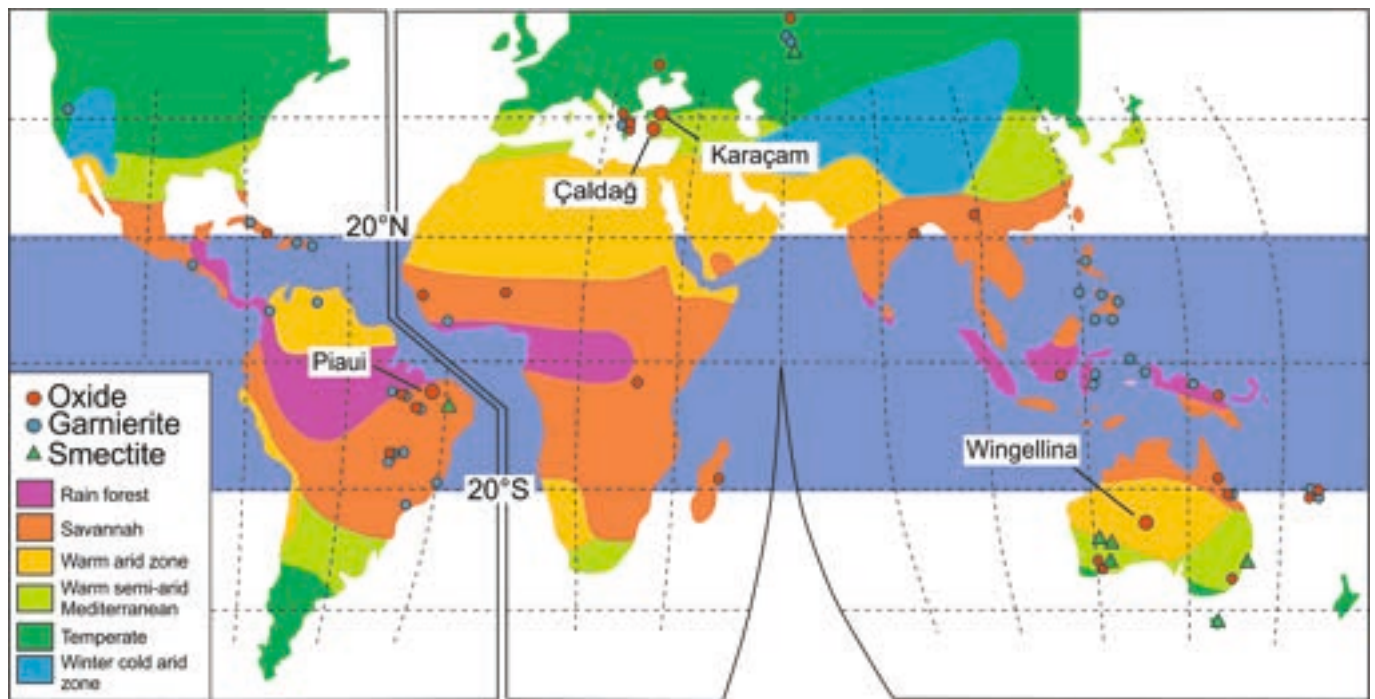 Karaçam
Çaldağ
20°N
Piaui
Oxide
Garnierite
Smectite
Wingellina
20°S
Rain forest
Savannah
Warm arid zone
Warm semi-arid
Mediterranean
Temperate
Winter cold arid
zone